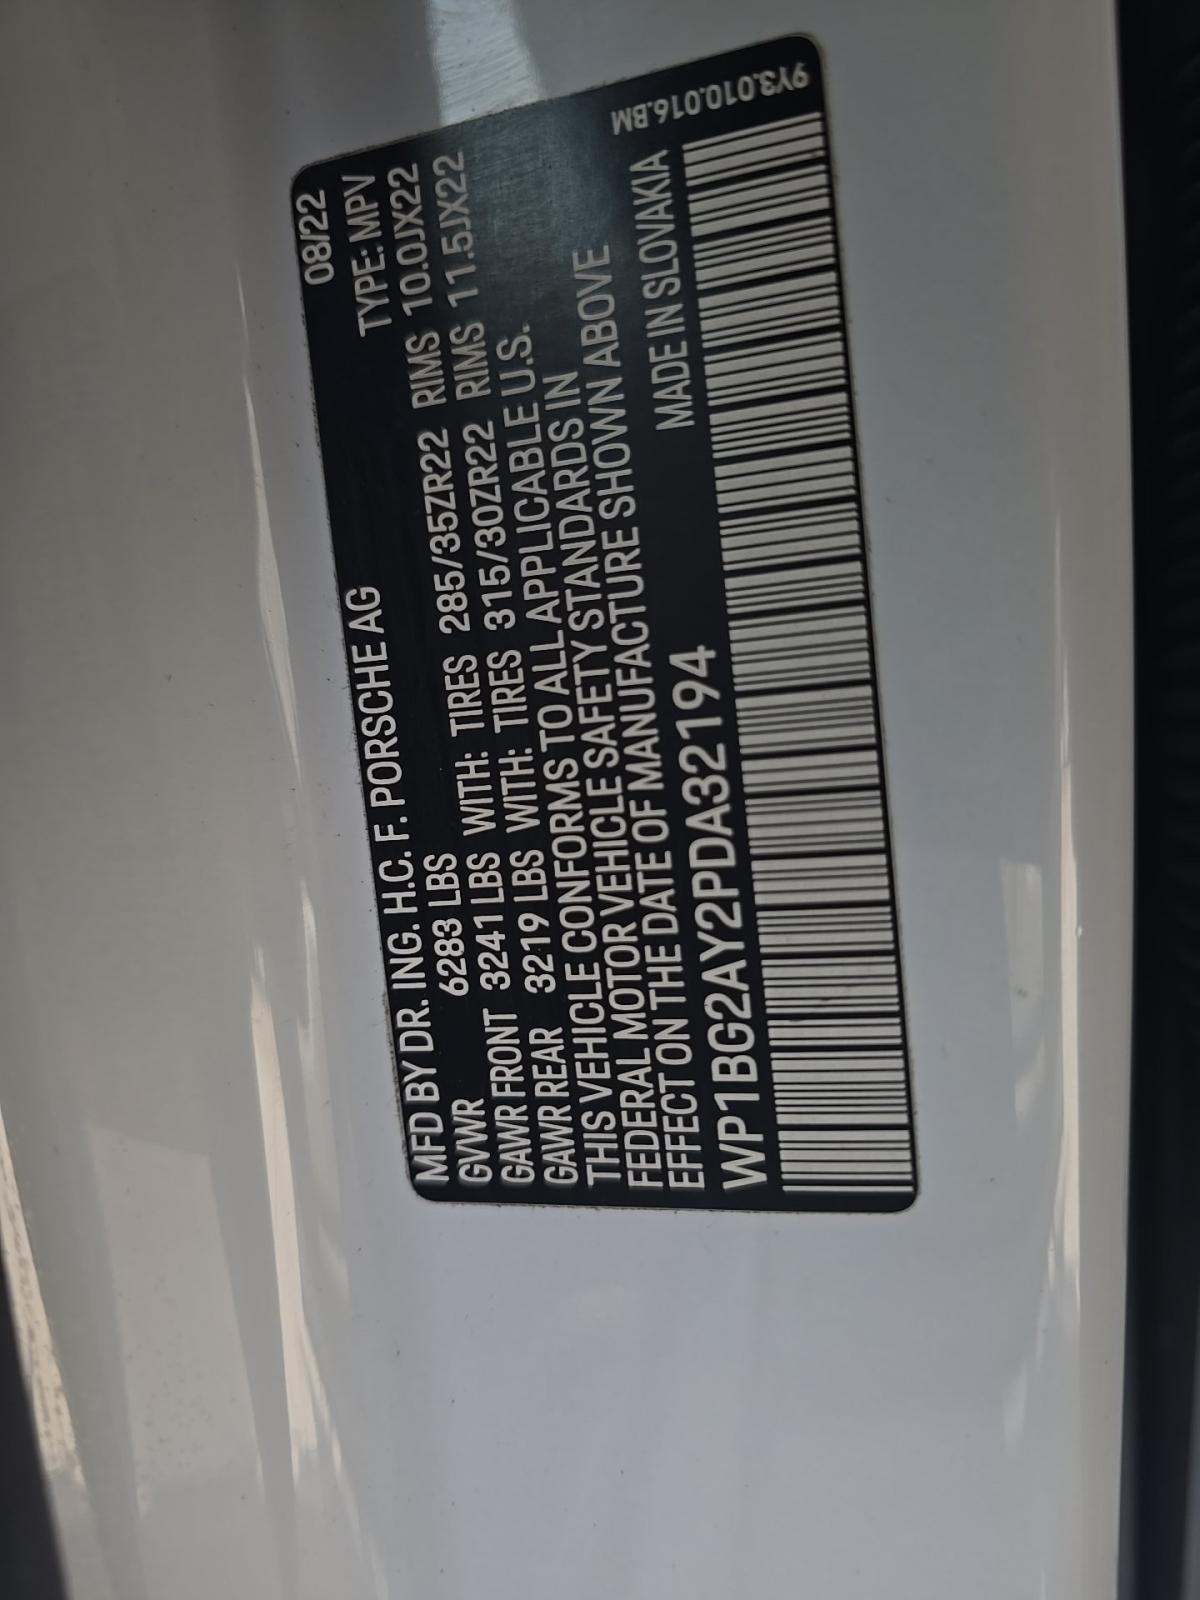 MFD BY DR. ING. H.C. F. PORSCHE AG 08/22
GVWR 6283 LBS TYPE: MPV
GAWR FRONT 3241 LBS WITH: TIRES 285/35ZR22 RIMS 10.0JX22
GAWR REAR 3219 LBS WITH: TIRES 315/30ZR22 RIMS 11.5JX22
THIS VEHICLE CONFORMS TO ALL APPLICABLE U.S.
FEDERAL MOTOR VEHICLE SAFETY STANDARDS IN
EFFECT ON THE DATE OF MANUFACTURE SHOWN ABOVE
WP1BG2AY2PDA32194 MADE IN SLOVAKIA
9Y3.010.016.BM